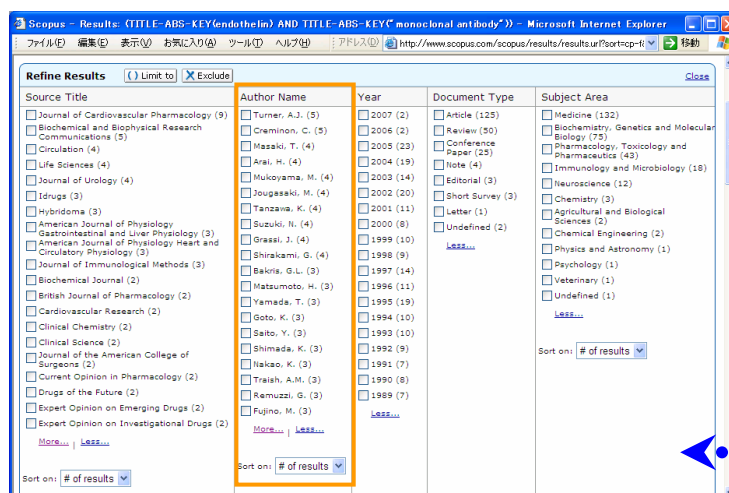 Scopus - Results: (TITLE-ABS-KEY(endothelin) AND TITLE-ABS-KEY("monoclonal antibody")) - Microsoft Internet Explorer
ファイル(F) 編集(E) 表示(V) お気に入り(A) ツール(T) ヘルプ(H) アドレス(D) http://www.scopus.com/scopus/results/results.url?sort=cp-f& 移動
Refine Results Limit to Exclude Close
Source Title
Journal of Cardiovascular Pharmacology (9)
Biochemical and Biophysical Research
Communications (5)
Circulation (4)
Life Sciences (4)
Journal of Urology (4)
Idrugs (3)
Hybridoma (3)
American Journal of Physiology
Gastrointestinal and Liver Physiology (3)
American Journal of Physiology Heart and
Circulatory Physiology (3)
Journal of Immunological Methods (3)
Biochemical Journal (2)
British Journal of Pharmacology (2)
Cardiovascular Research (2)
Clinical Chemistry (2)
Clinical Science (2)
Journal of the American College of
Surgeons (2)
Current Opinion in Pharmacology (2)
Drugs of the Future (2)
Expert Opinion on Emerging Drugs (2)
Expert Opinion on Investigational Drugs (2)
More... | Less...
Sort on: # of results
Author Name
Turner, A.J. (5)
Creminon, C. (5)
Masaki, T. (4)
Arai, H. (4)
Mukoyama, M. (4)
Jougasaki, M. (4)
Tanzawa, K. (4)
Suzuki, N. (4)
Grassi, J. (4)
Shirakami, G. (4)
Bakris, G.L. (3)
Matsumoto, H. (3)
Yamada, T. (3)
Goto, K. (3)
Saito, Y. (3)
Shimada, K. (3)
Nakao, K. (3)
Traish, A.M. (3)
Remuzzi, G. (3)
Fujino, M. (3)
More... | Less...
Sort on: # of results
Year
2007 (2)
2006 (2)
2005 (23)
2004 (19)
2003 (14)
2002 (20)
2001 (11)
2000 (8)
1999 (10)
1998 (9)
1997 (14)
1996 (11)
1995 (19)
1994 (10)
1993 (10)
1992 (9)
1991 (7)
1990 (8)
1989 (7)
Less...
Document Type
Article (125)
Review (50)
Conference
Paper (25)
Note (4)
Editorial (3)
Short Survey (3)
Letter (1)
Undefined (2)
Less...
Subject Area
Medicine (132)
Biochemistry, Genetics and Molecular
Biology (75)
Pharmacology, Toxicology and
Pharmaceutics (43)
Immunology and Microbiology (18)
Neuroscience (12)
Chemistry (3)
Agricultural and Biological
Sciences (2)
Chemical Engineering (2)
Physics and Astronomy (1)
Psychology (1)
Veterinary (1)
Undefined (1)
Less...
Sort on: # of results